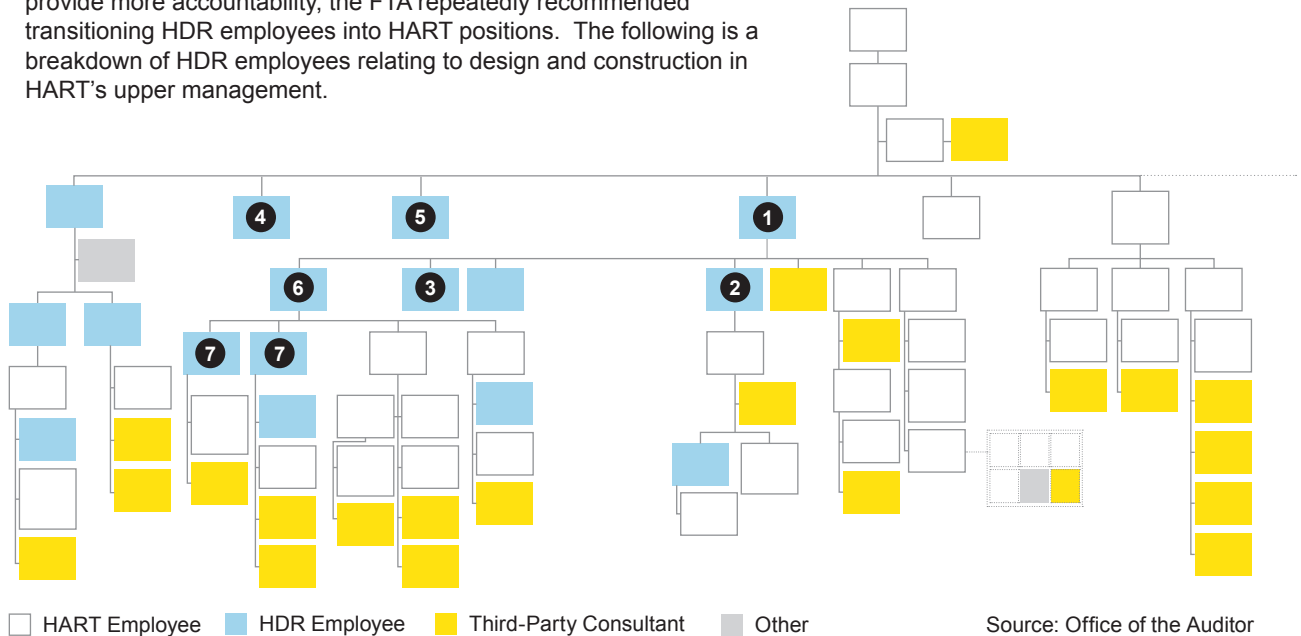 provide more accountability, the FTA repeatedly recommended
transitioning HDR employees into HART positions. The following is a
breakdown of HDR employees relating to design and construction in
HART's upper management.
4
5
1
6
3
2
7
7
HART Employee
HDR Employee
Third-Party Consultant
Other
Source: Office of the Auditor